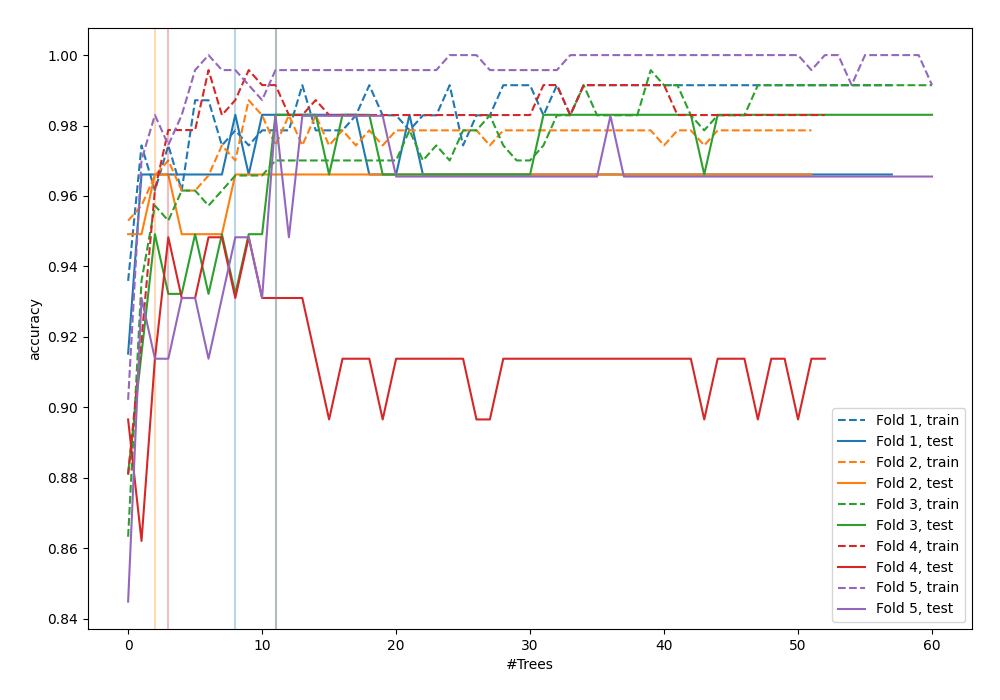 1.00
0.98
0.96
0.94
0.92
0.90
0.88
0.86
0.84
accuracy
0
10
20
30
40
50
60
#Trees
Fold 1, train
Fold 1, test
Fold 2, train
Fold 2, test
Fold 3, train
Fold 3, test
Fold 4, train
Fold 4, test
Fold 5, train
Fold 5, test